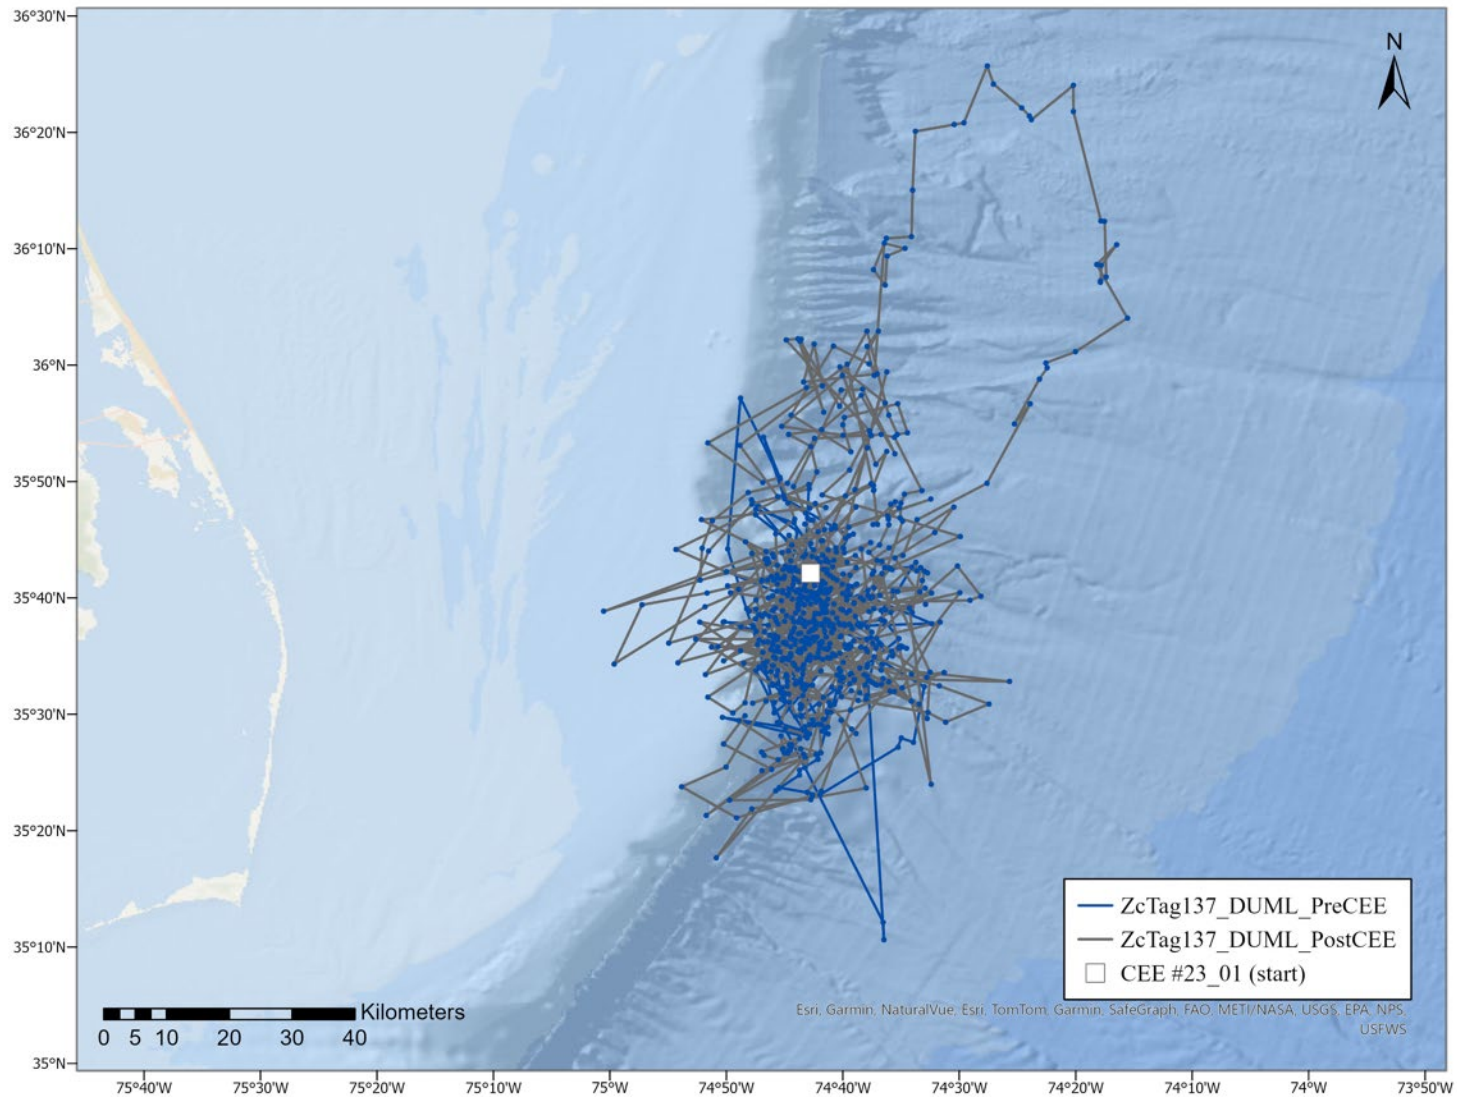 36°30'N
N
36°20'N
36°10'N
36°N
35°50'N
35°40'N
35°30'N
35°20'N
ZcTag137_DUML_PreCEE
ZcTag137_DUML_PostCEE
CEE #23_01 (start)
35°10'N
Kilometers
0 5 10 20 30 40
Esri, Garmin, NaturalVue, Esri, TomTom, Garmin, SafeGraph, FAO, METI/NASA, USGS, EPA, NPS,
USFWS
35°N
75°40'W 75°30'W 75°20'W 75°10'W 75°W 74°50'W 74°40'W 74°30'W 74°20'W 74°10'W 74°W 73°50'W